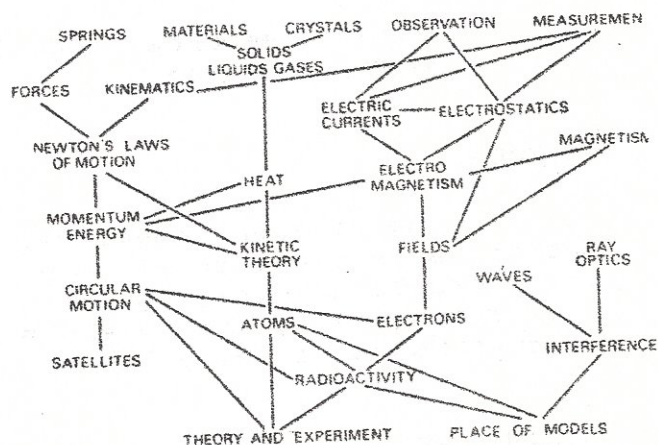 SPRINGS
MATERIALS
CRYSTALS
OBSERVATION
MEASUREMEN
SOLIDS
LIQUIDS GASES
FORCES
KINEMATICS
ELECTRIC
CURRENTS
ELECTROSTATICS
NEWTON'S LAWS
OF MOTION
MAGNETISM
HEAT
ELECTRO
MAGNETISM
MOMENTUM
ENERGY
KINETIC
THEORY
FIELDS
RAY
OPTICS
WAVES
CIRCULAR
MOTION
ATOMS
ELECTRONS
SATELLITES
INTERFERENCE
RADIOACTIVITY
THEORY AND EXPERIMENT
PLACE OF MODELS